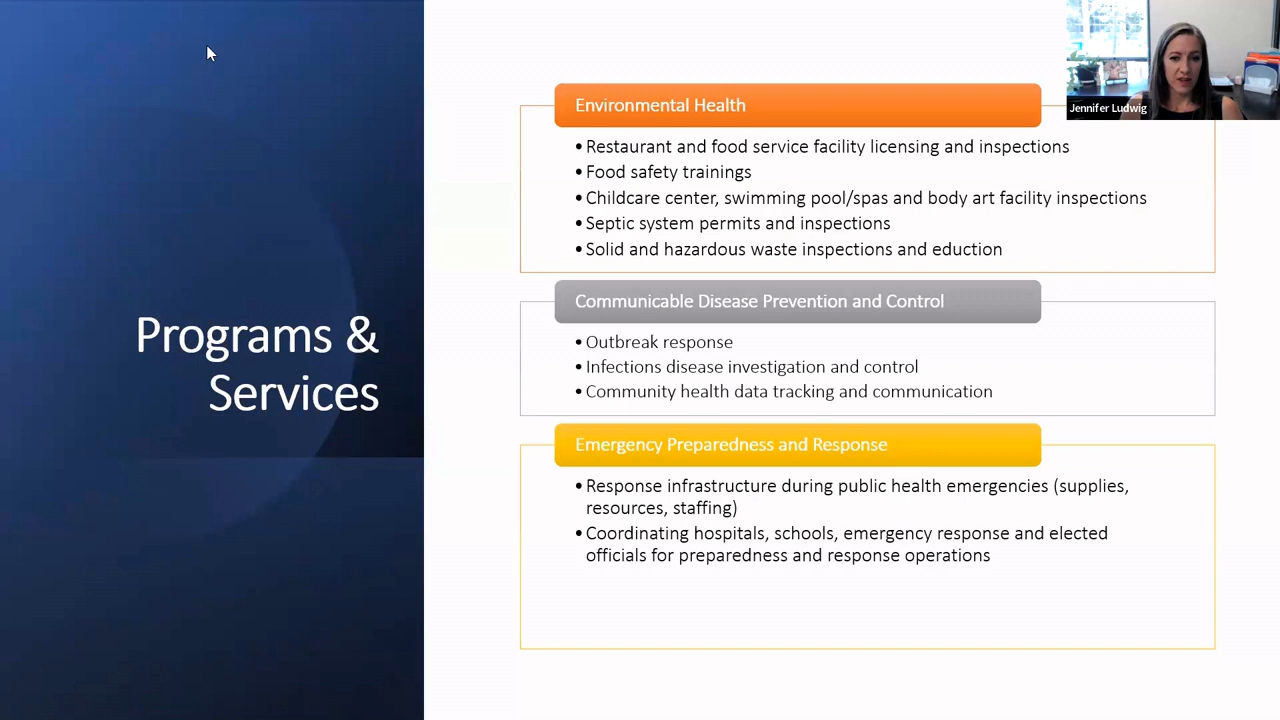 Programs &
Services
Jennifer Ludwig
Environmental Health
•Restaurant and food service facility licensing and inspections
•Food safety trainings
•Childcare center, swimming pool/spas and body art facility inspections
•Septic system permits and inspections
•Solid and hazardous waste inspections and eduction
Communicable Disease Prevention and Control
•Outbreak response
•Infections disease investigation and control
•Community health data tracking and communication
Emergency Preparedness and Response
•Response infrastructure during public health emergencies (supplies,
resources, staffing)
•Coordinating hospitals, schools, emergency response and elected
officials for preparedness and response operations